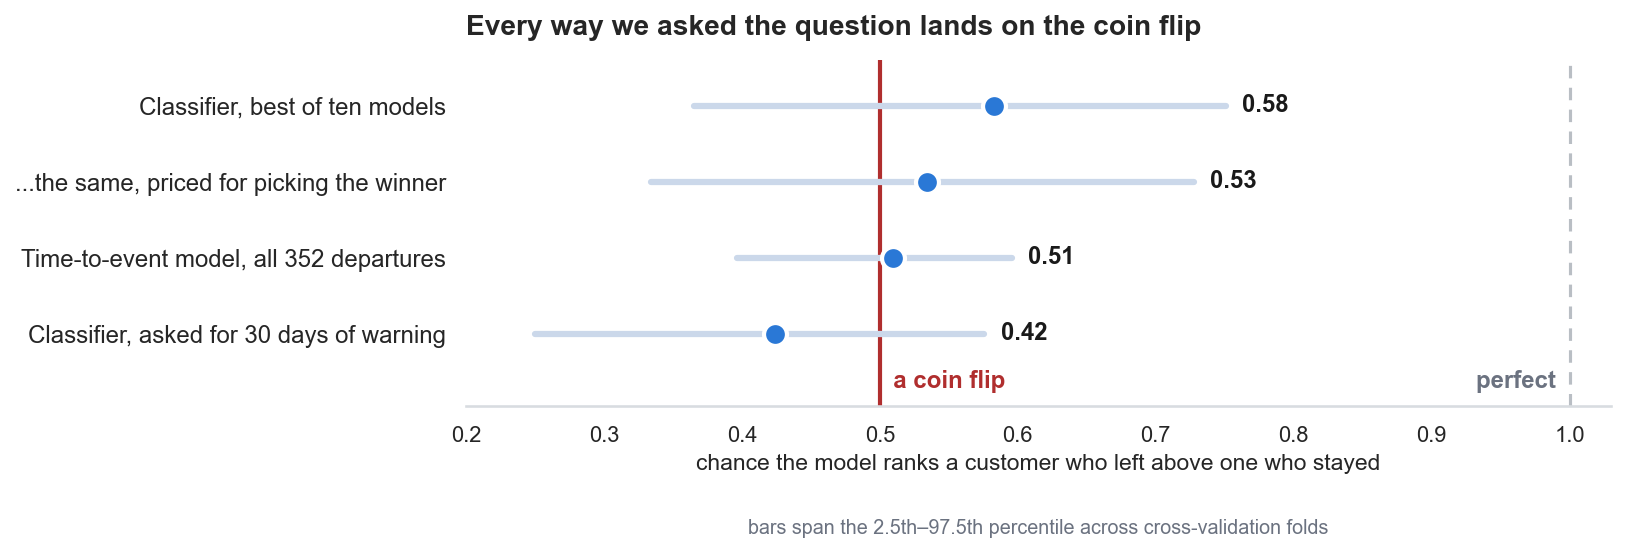 Every way we asked the question lands on the coin flip
Classifier, best of ten models
0.58
...the same, priced for picking the winner
0.53
Time-to-event model, all 352 departures
0.51
Classifier, asked for 30 days of warning
0.42
a coin flip
perfect
0.2 0.3 0.4 0.5 0.6 0.7 0.8 0.9 1.0
chance the model ranks a customer who left above one who stayed
bars span the 2.5th–97.5th percentile across cross-validation folds